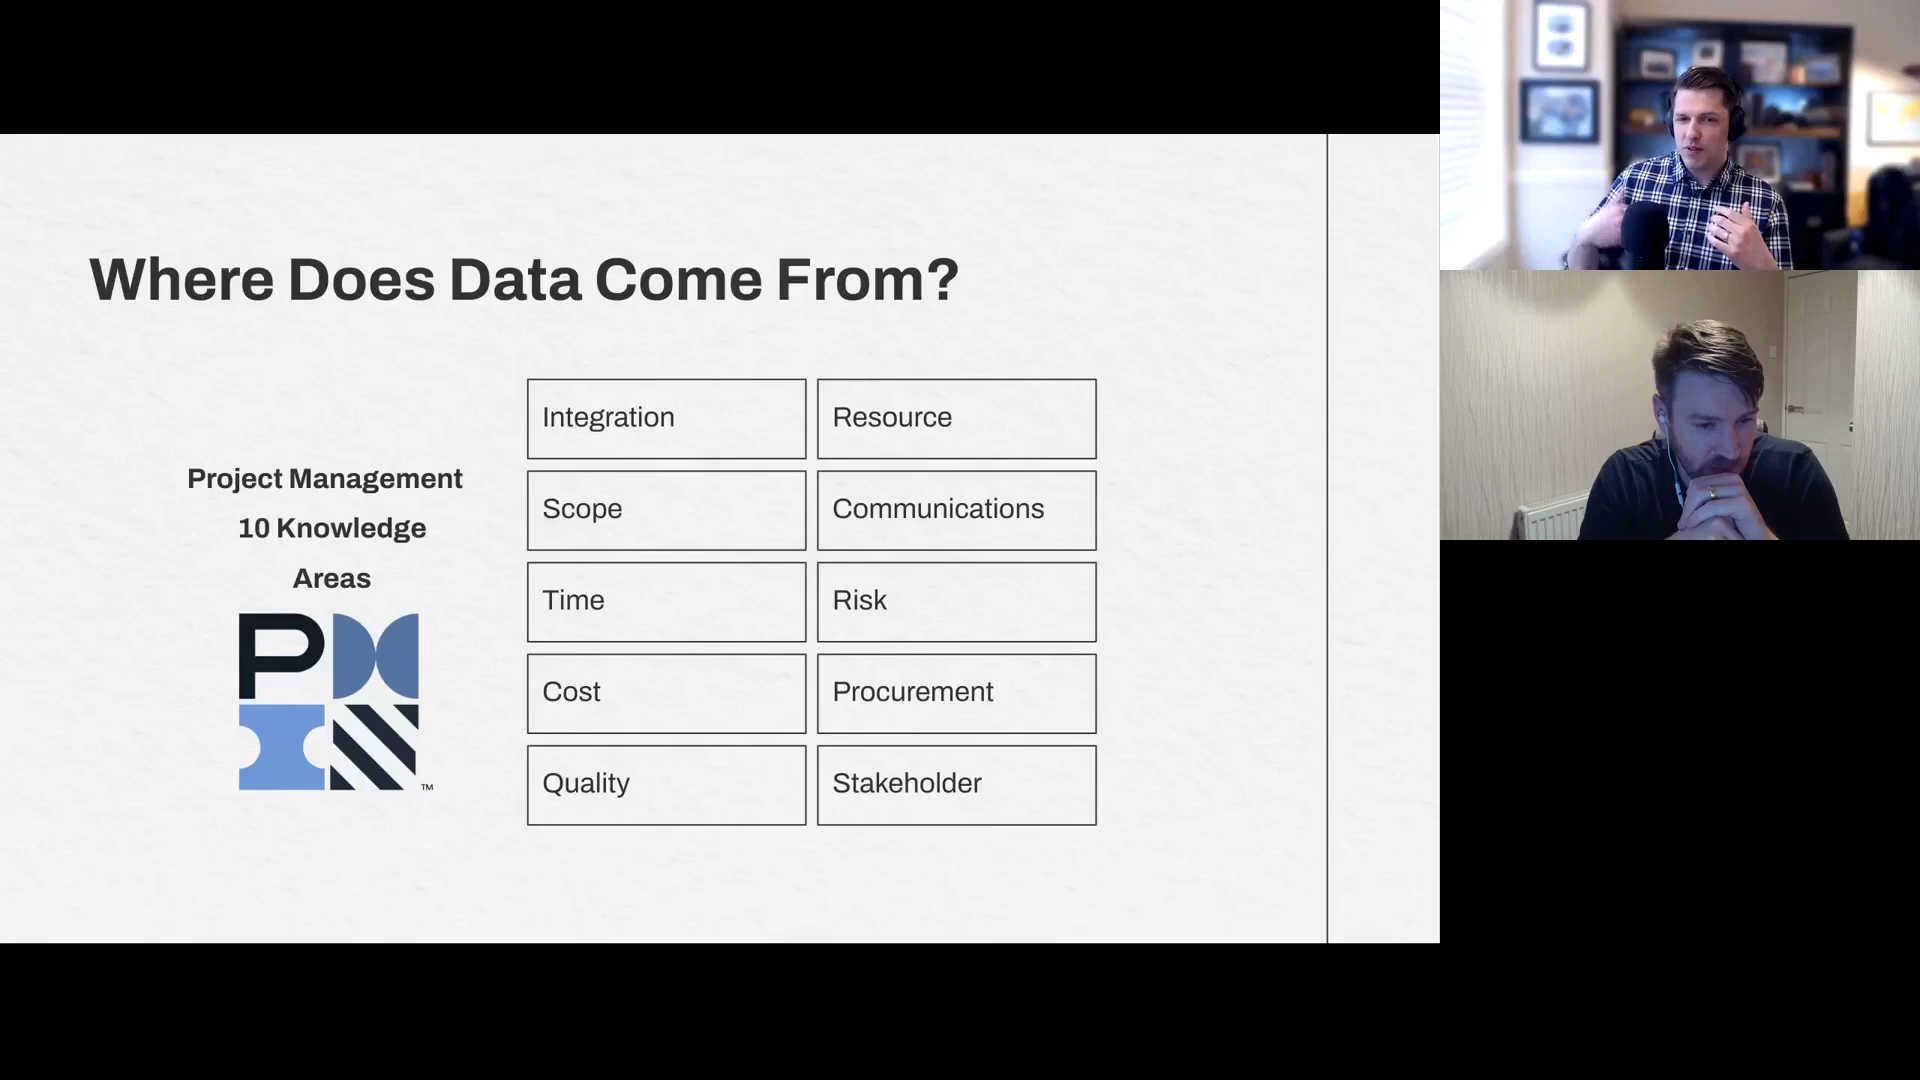 Where Does Data Come From?
Project Management
10 Knowledge
Areas
P
TM
Integration
Resource
Scope
Communications
Time
Risk
Cost
Procurement
Quality
Stakeholder